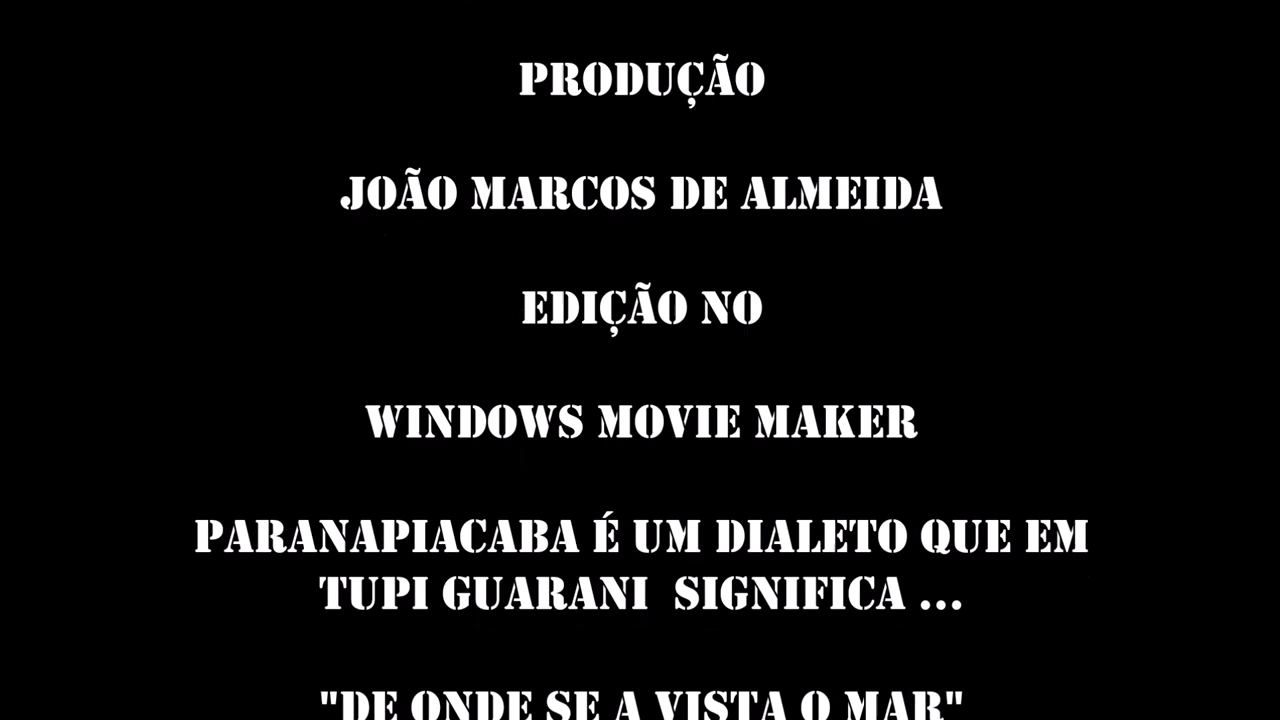 PRODUÇÃO
JOÃO MARCOS DE ALMEIDA
EDIÇÃO NO
WINDOWS MOVIE MAKER
PARANAPIACABA É UM DIALETO QUE EM
TUPI GUARANI SIGNIFICA ...
"DE ONDE SE A VISTA O MAR"